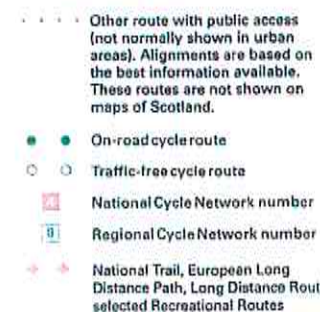 Other route with public access
(not normally shown in urban
areas). Alignments are based on
the best information available.
These routes are not shown on
maps of Scotland.
On-road cycle route
Traffic-free cycle route
National Cycle Network number
8 Regional Cycle Network number
National Trail, European Long
Distance Path, Long Distance Rout
selected Recreational Routes